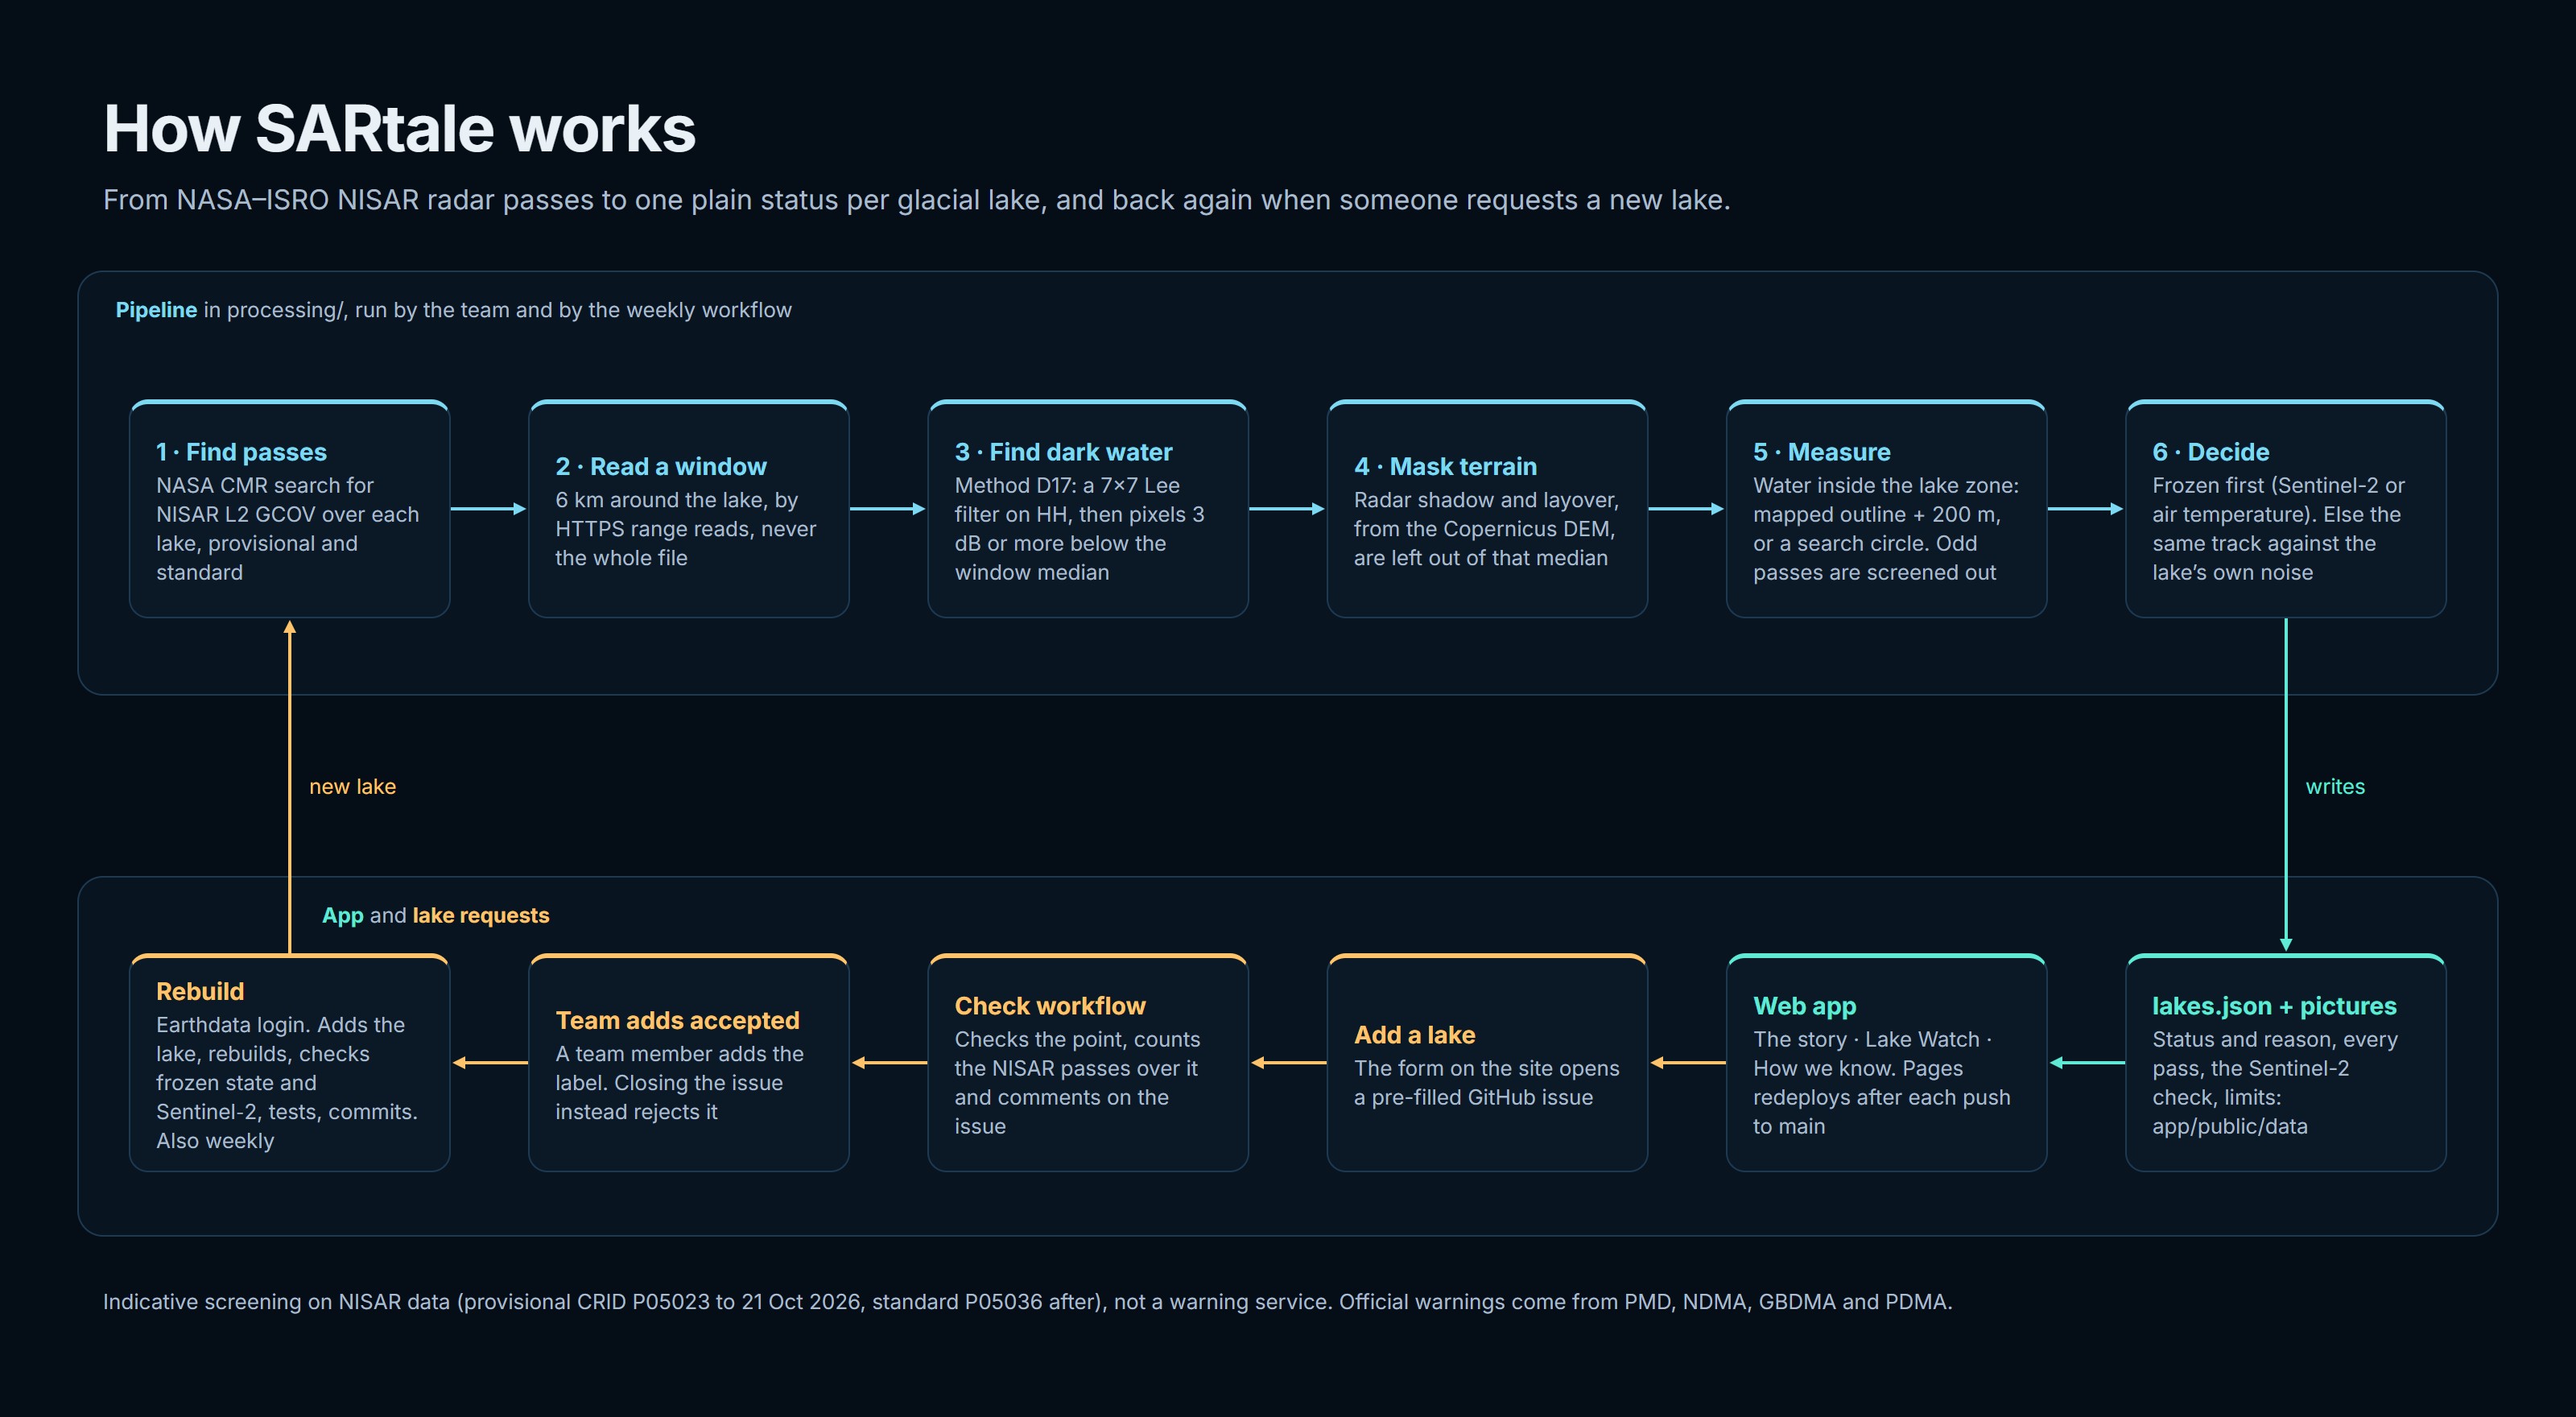 How SARtale works
From NASA–ISRO NISAR radar passes to one plain status per glacial lake, and back again when someone requests a new lake.
Pipeline in processing/, run by the team and by the weekly workflow
1 · Find passes
NASA CMR search for
NISAR L2 GCOV over each
lake, provisional and
standard
2 · Read a window
6 km around the lake, by
HTTPS range reads, never
the whole file
3 · Find dark water
Method D17: a 7×7 Lee
filter on HH, then pixels 3
dB or more below the
window median
4 · Mask terrain
Radar shadow and layover,
from the Copernicus DEM,
are left out of that median
5 · Measure
Water inside the lake zone:
mapped outline + 200 m,
or a search circle. Odd
passes are screened out
6 · Decide
Frozen first (Sentinel-2 or
air temperature). Else the
same track against the
lake’s own noise
new lake
writes
App and lake requests
Rebuild
Earthdata login. Adds the
lake, rebuilds, checks
frozen state and
Sentinel-2, tests, commits.
Also weekly
Team adds accepted
A team member adds the
label. Closing the issue
instead rejects it
Check workflow
Checks the point, counts
the NISAR passes over it
and comments on the
issue
Add a lake
The form on the site opens
a pre-filled GitHub issue
Web app
The story · Lake Watch ·
How we know. Pages
redeploys after each push
to main
lakes.json + pictures
Status and reason, every
pass, the Sentinel-2
check, limits:
app/public/data
Indicative screening on NISAR data (provisional CRID P05023 to 21 Oct 2026, standard P05036 after), not a warning service. Official warnings come from PMD, NDMA, GBDMA and PDMA.